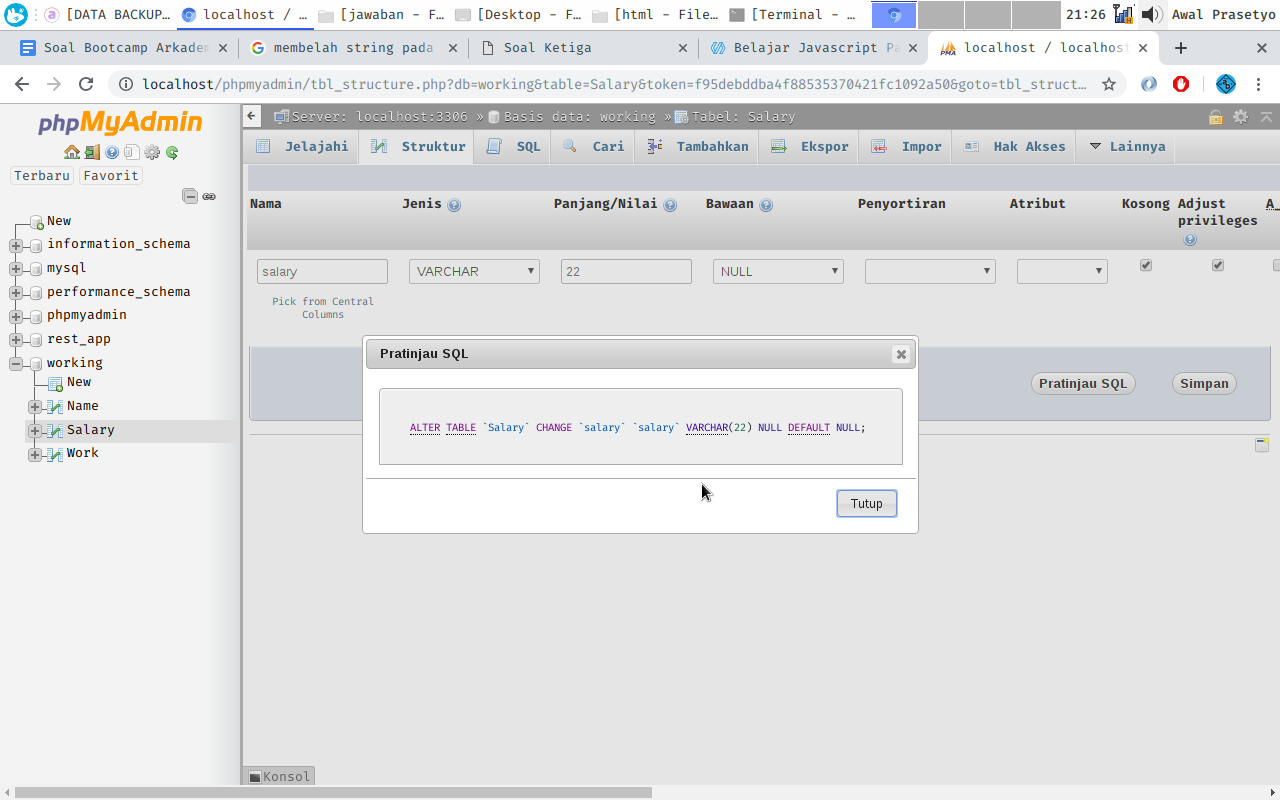 [DATA BACKUP...
localhost / ...
[jawaban - F...
[Desktop - F...
[html - File...
[Terminal - ...
21:26
Awal Prasetyo
Soal Bootcamp Arkadem
membelah string pada
Soal Ketiga
Belajar Javascript Pa
localhost / localhost
localhost/phpmyadmin/tbl_structure.php?db=working&table=Salary&token=f95debddba4f88535370421fc1092a50&goto=tbl_struct...
phpMyAdmin
Terbaru Favorit
New
information_schema
mysql
performance_schema
phpmyadmin
rest_app
working
New
Name
Salary
Work
Server: localhost:3306 » Basis data: working » Tabel: Salary
Jelajahi Struktur SQL Cari Tambahkan Ekspor Impor Hak Akses Lainnya
Nama Jenis Panjang/Nilai Bawaan Penyortiran Atribut Kosong Adjust privileges A_
salary VARCHAR 22 NULL
Pick from Central
Columns
Pratinjau SQL Simpan
Pratinjau SQL
ALTER TABLE `Salary` CHANGE `salary` `salary` VARCHAR(22) NULL DEFAULT NULL;
Tutup
Konsol